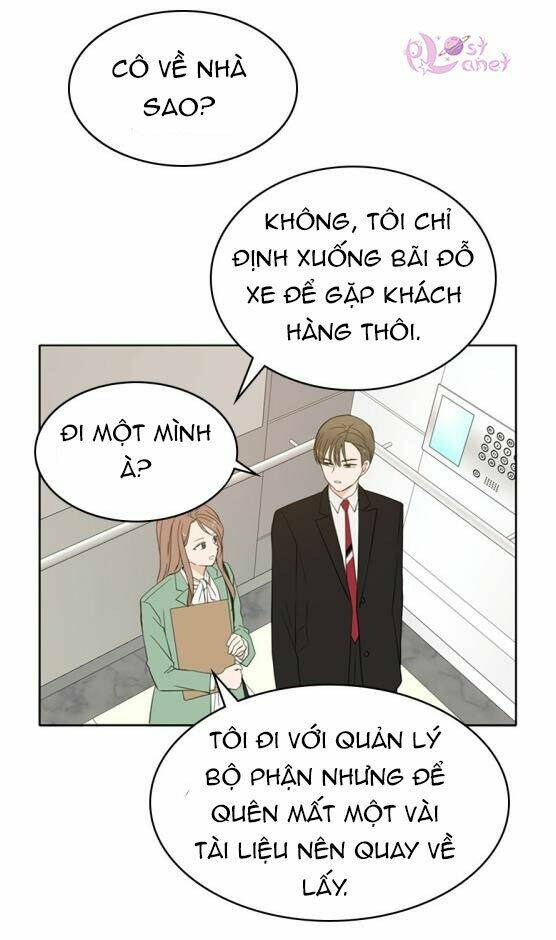 Lost
Planet
CÔ VỀ NHÀ
SAO?
KHÔNG, TÔI CHỈ
ĐỊNH XUỐNG BÃI ĐỖ
XE ĐỂ GẶP KHÁCH
HÀNG THÔI.
ĐI MỘT MÌNH
À?
TÔI ĐI VỚI QUẢN LÝ
BỘ PHẬN NHƯNG ĐỂ
QUÊN MẤT MỘT VÀI
TÀI LIỆU NÊN QUAY VỀ
LẤY.